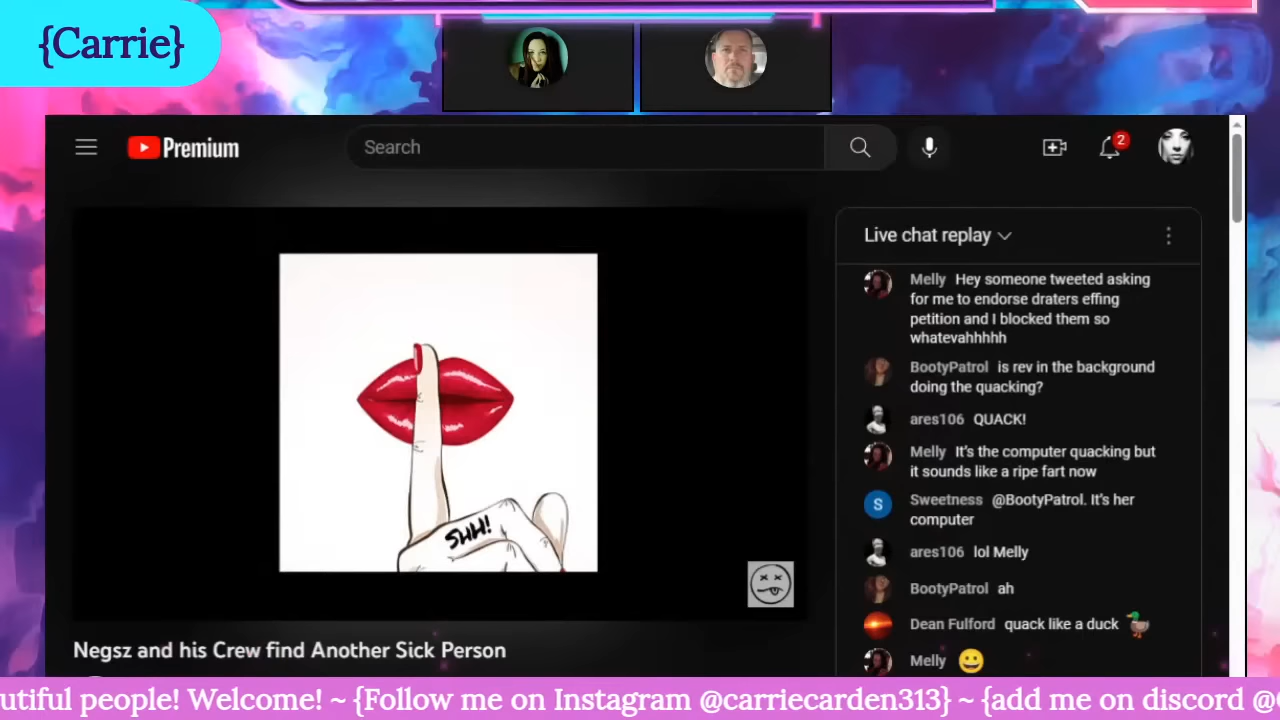 {Carrie}
Premium
Search
2
Live chat replay
Melly Hey someone tweeted asking
for me to endorse draters effing
petition and I blocked them so
whatevahhhhh
BootyPatrol is rev in the background
doing the quacking?
ares106 QUACK!
Melly It's the computer quacking but
it sounds like a ripe fart now
S
Sweetness @BootyPatrol. It's her
computer
ares106 lol Melly
BootyPatrol ah
Dean Fulford quack like a duck
Melly
SHH!
Negsz and his Crew find Another Sick Person
utiful people! Welcome! ~ {Follow me on Instagram @carriecarden313} ~ {add me on discord @